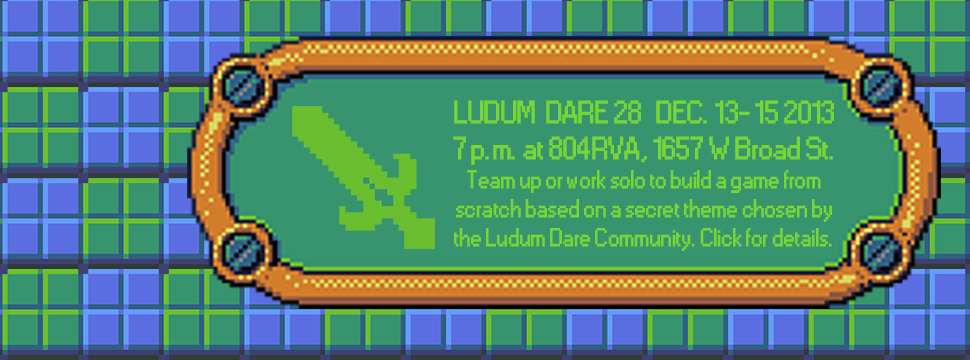 LUDUM DARE 28 DEC. 13-15 2013
7 p.m. at 804RVA, 1657 W Broad St.
Team up or work solo to build a game from
scratch based on a secret theme chosen by
the Ludum Dare Community. Click for details.